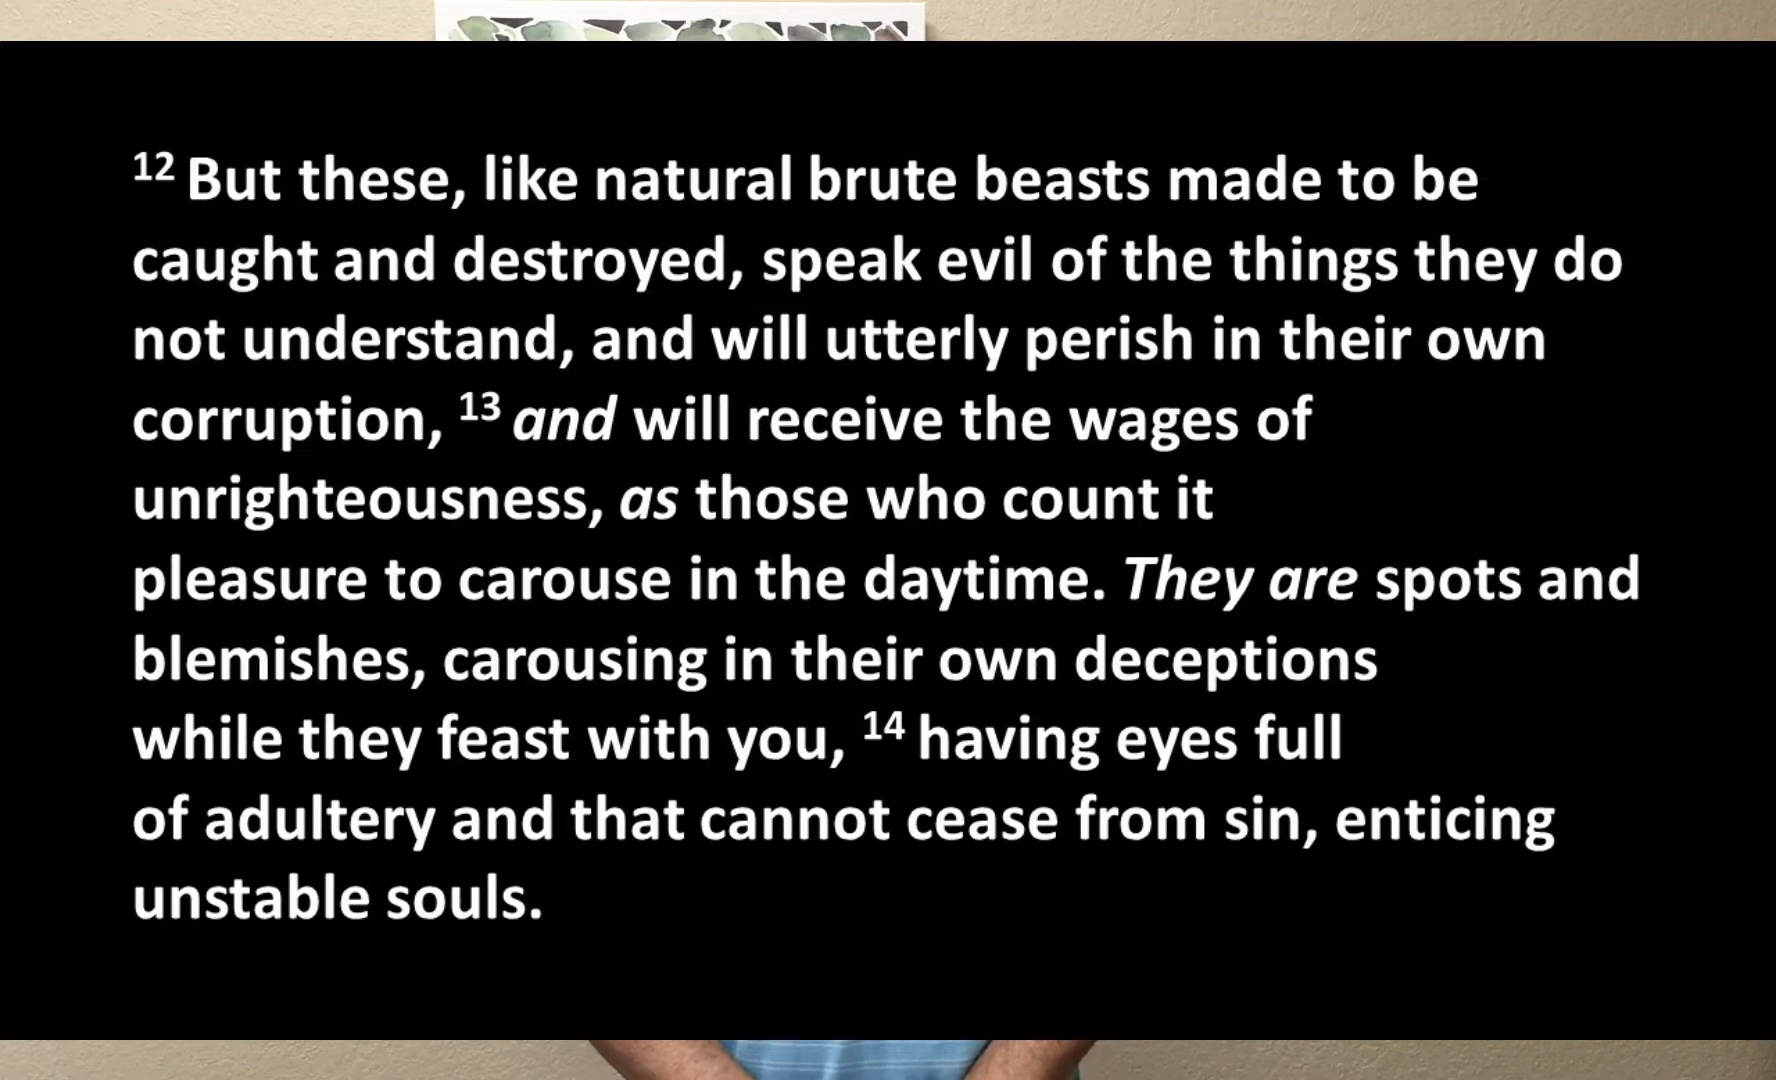 12 But these, like natural brute beasts made to be
caught and destroyed, speak evil of the things they do
not understand, and will utterly perish in their own
corruption, 13 and will receive the wages of
unrighteousness, as those who count it
pleasure to carouse in the daytime. They are spots and
blemishes, carousing in their own deceptions
while they feast with you, 14 having eyes full
of adultery and that cannot cease from sin, enticing
unstable souls.